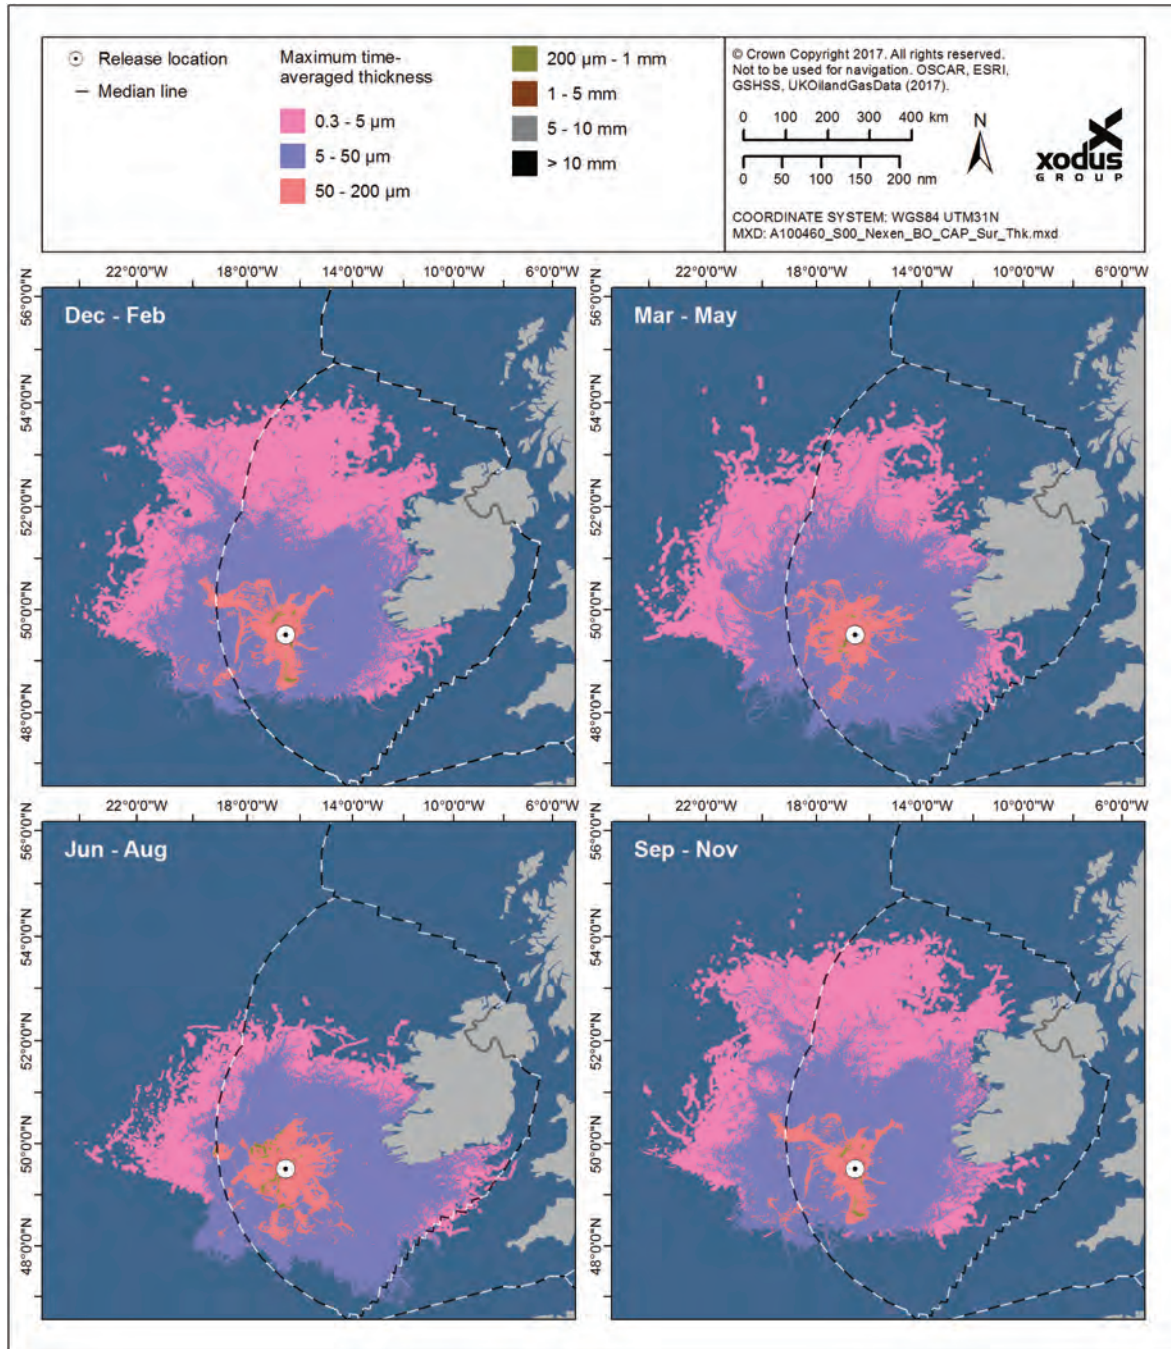 Release location
Median line
Maximum time-
averaged thickness
0.3 - 5 µm
5 - 50 µm
50 - 200 µm
200 µm - 1 mm
1 - 5 mm
5 - 10 mm
> 10 mm
© Crown Copyright 2017. All rights reserved.
Not to be used for navigation. OSCAR, ESRI,
GSHSS, UKOilandGasData (2017).
0 100 200 300 400 km
0 50 100 150 200 nm
N
xodus
GROUP
COORDINATE SYSTEM: WGS84 UTM31N
MXD: A100460_S00_Nexen_BO_CAP_Sur_Thk.mxd
22°0'0"W 18°0'0"W 14°0'0"W 10°0'0"W 6°0'0"W
56°0'0"N
54°0'0"N
52°0'0"N
50°0'0"N
48°0'0"N
Dec - Feb
22°0'0"W 18°0'0"W 14°0'0"W 10°0'0"W 6°0'0"W
56°0'0"N
54°0'0"N
52°0'0"N
50°0'0"N
48°0'0"N
Mar - May
22°0'0"W 18°0'0"W 14°0'0"W 10°0'0"W 6°0'0"W
56°0'0"N
54°0'0"N
52°0'0"N
50°0'0"N
48°0'0"N
Jun - Aug
22°0'0"W 18°0'0"W 14°0'0"W 10°0'0"W 6°0'0"W
56°0'0"N
54°0'0"N
52°0'0"N
50°0'0"N
48°0'0"N
Sep - Nov